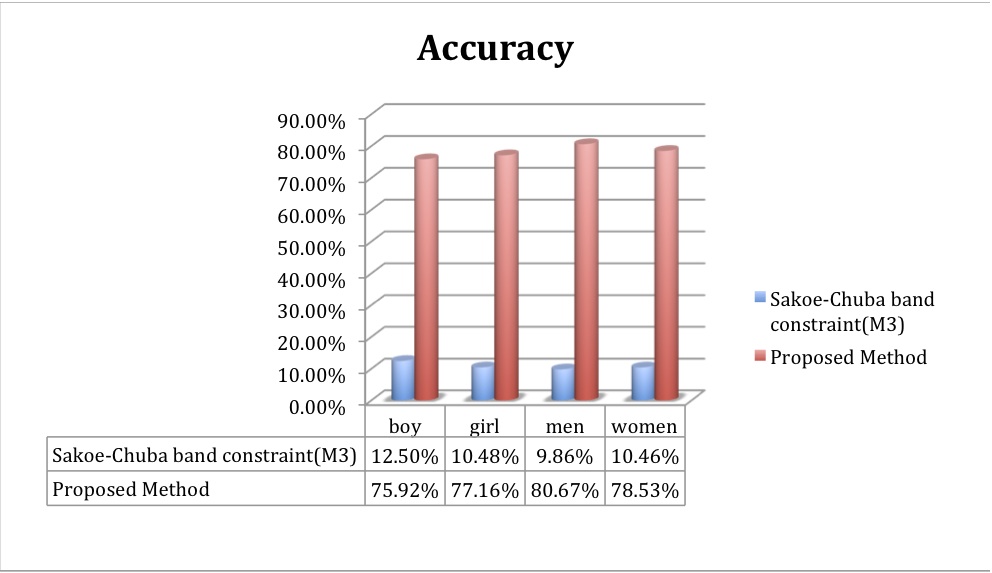 Accuracy
90.00%
80.00%
70.00%
60.00%
50.00%
40.00%
30.00%
20.00%
10.00%
0.00%
Sakoe-Chuba band
constraint(M3)
Proposed Method
boy girl men women
Sakoe-Chuba band constraint(M3) 12.50% 10.48% 9.86% 10.46%
Proposed Method 75.92% 77.16% 80.67% 78.53%